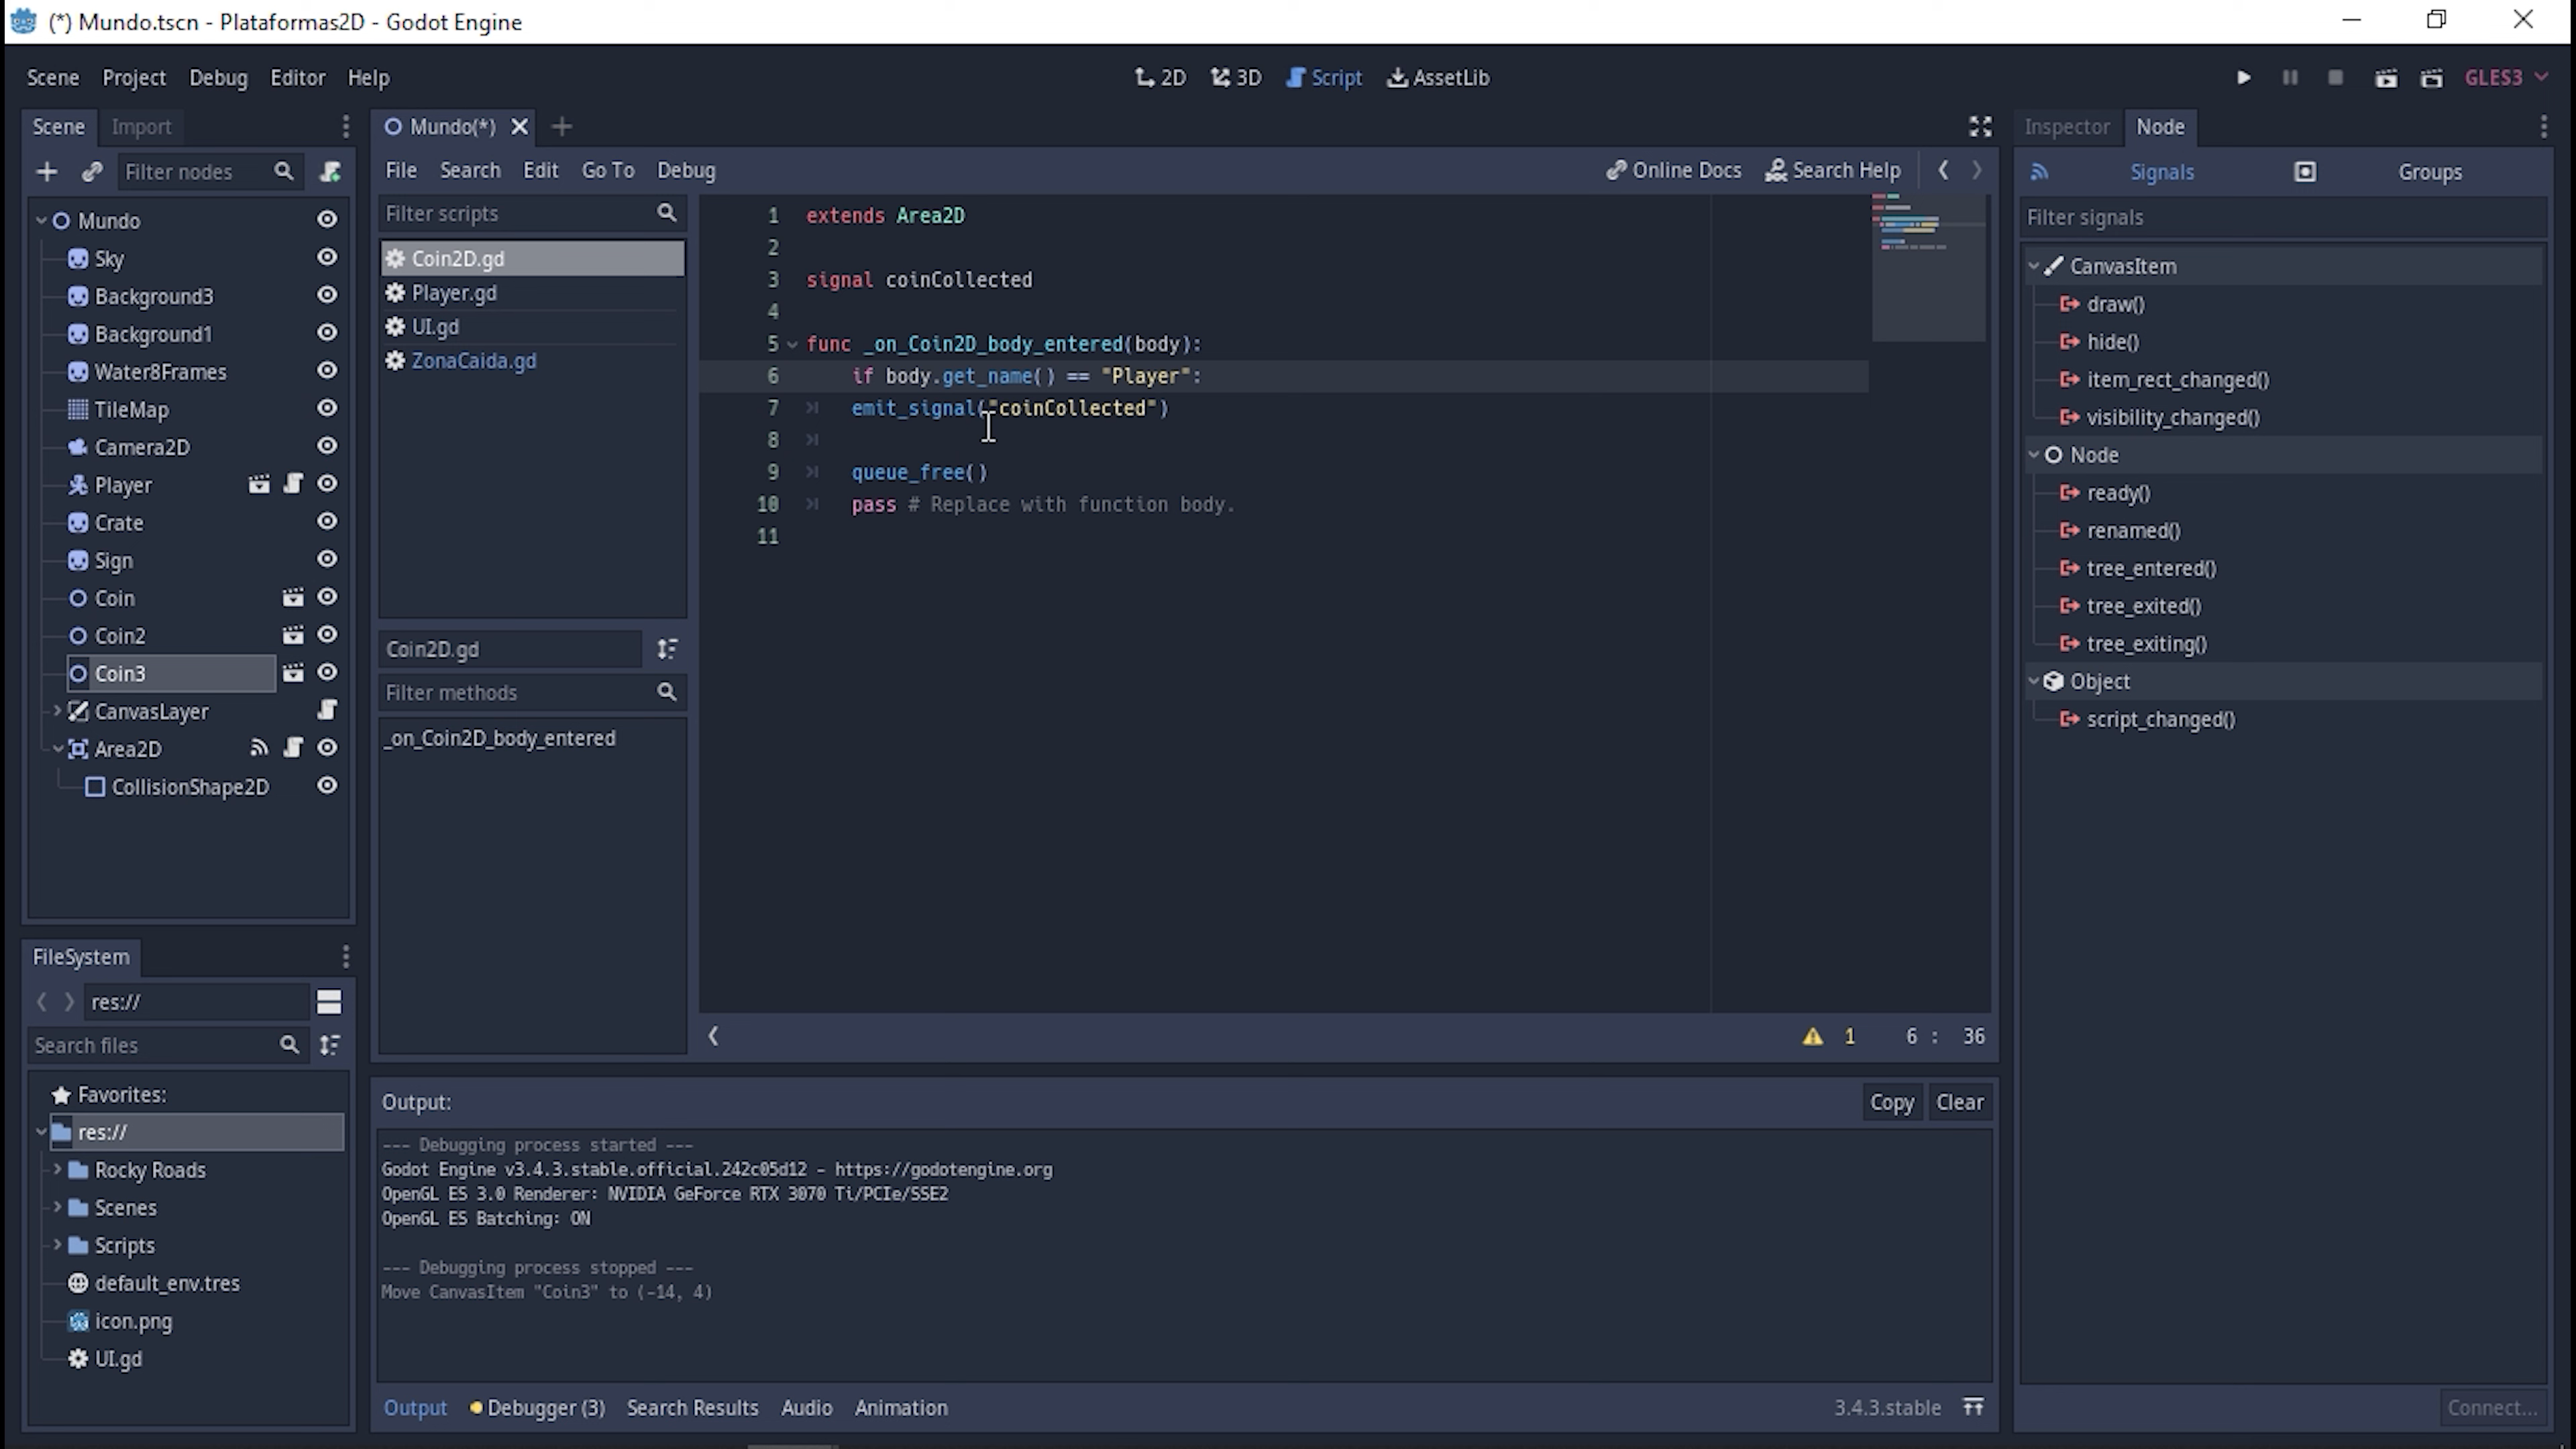 (*) Mundo.tscn - Plataformas2D - Godot Engine
Scene Project Debug Editor Help
2D 3D Script AssetLib
GLES3
Scene Import
Filter nodes
Mundo
Sky
Background3
Background1
Water8Frames
TileMap
Camera2D
Player
Crate
Sign
Coin
Coin2
Coin3
CanvasLayer
Area2D
CollisionShape2D
FileSystem
res://
Search files
Favorites:
res://
Rocky Roads
Scenes
Scripts
default_env.tres
icon.png
UI.gd
Mundo(*)
File Search Edit Go To Debug
Online Docs Search Help
Filter scripts
Coin2D.gd
Player.gd
UI.gd
ZonaCaida.gd
Coin2D.gd
Filter methods
_on_Coin2D_body_entered
1 extends Area2D
2
3 signal coinCollected
4
5 func _on_Coin2D_body_entered(body):
6 if body.get_name() == "Player":
7 emit_signal("coinCollected")
8
9 queue_free()
10 pass # Replace with function body.
11
1 6 : 36
Output:
Copy Clear
--- Debugging process started ---
Godot Engine v3.4.3.stable.official.242c05d12 - https://godotengine.org
OpenGL ES 3.0 Renderer: NVIDIA GeForce RTX 3070 Ti/PCIe/SSE2
OpenGL ES Batching: ON
--- Debugging process stopped ---
Move CanvasItem "Coin3" to (-14, 4)
Output Debugger (3) Search Results Audio Animation
3.4.3.stable
Inspector Node
Signals Groups
Filter signals
CanvasItem
draw()
hide()
item_rect_changed()
visibility_changed()
Node
ready()
renamed()
tree_entered()
tree_exited()
tree_exiting()
Object
script_changed()
Connect...